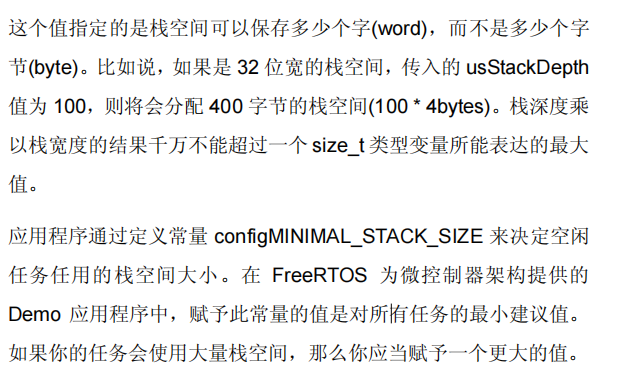 这个值指定的是栈空间可以保存多少个字(word)，而不是多少个字
节(byte)。比如说，如果是 32 位宽的栈空间，传入的 usStackDepth
值为 100，则将会分配 400 字节的栈空间(100 * 4bytes)。栈深度乘
以栈宽度的结果千万不能超过一个 size_t 类型变量所能表达的最大
值。
应用程序通过定义常量 configMINIMAL_STACK_SIZE 来决定空闲
任务任用的栈空间大小。在 FreeRTOS 为微控制器架构提供的
Demo 应用程序中，赋予此常量的值是对所有任务的最小建议值。
如果你的任务会使用大量栈空间，那么你应当赋予一个更大的值。